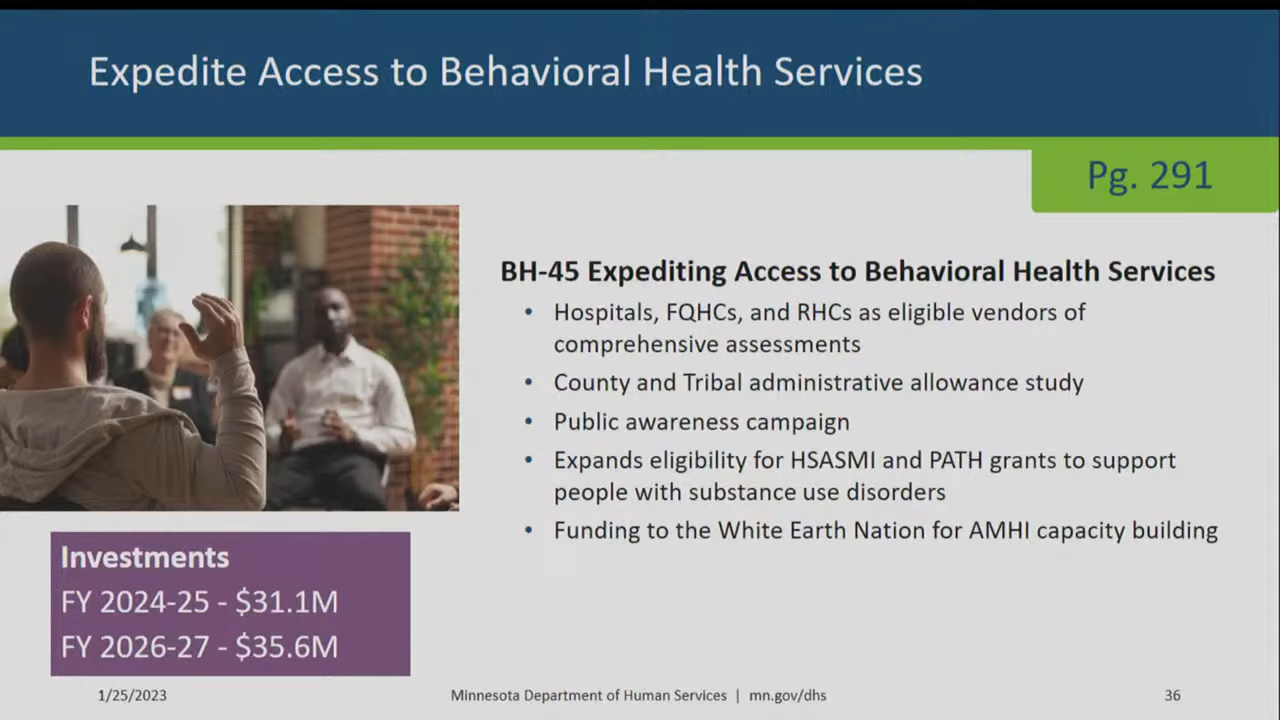 Expedite Access to Behavioral Health Services
Pg. 291
BH-45 Expediting Access to Behavioral Health Services
• Hospitals, FQHCs, and RHCs as eligible vendors of
comprehensive assessments
• County and Tribal administrative allowance study
• Public awareness campaign
• Expands eligibility for HSASMI and PATH grants to support
people with substance use disorders
• Funding to the White Earth Nation for AMHI capacity building
Investments
FY 2024-25 - $31.1M
FY 2026-27 - $35.6M
1/25/2023
Minnesota Department of Human Services | mn.gov/dhs
36